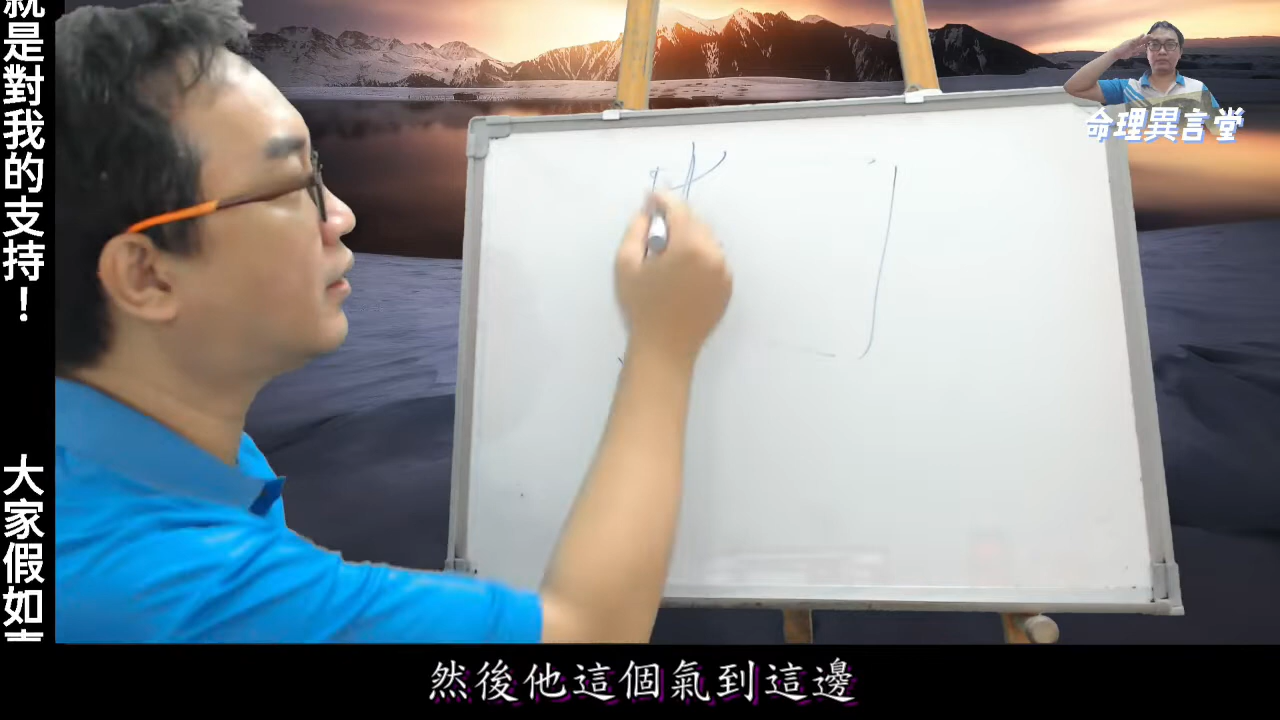 就是對我的支持！
大家假如
命理異言堂
然後他這個氣到這邊